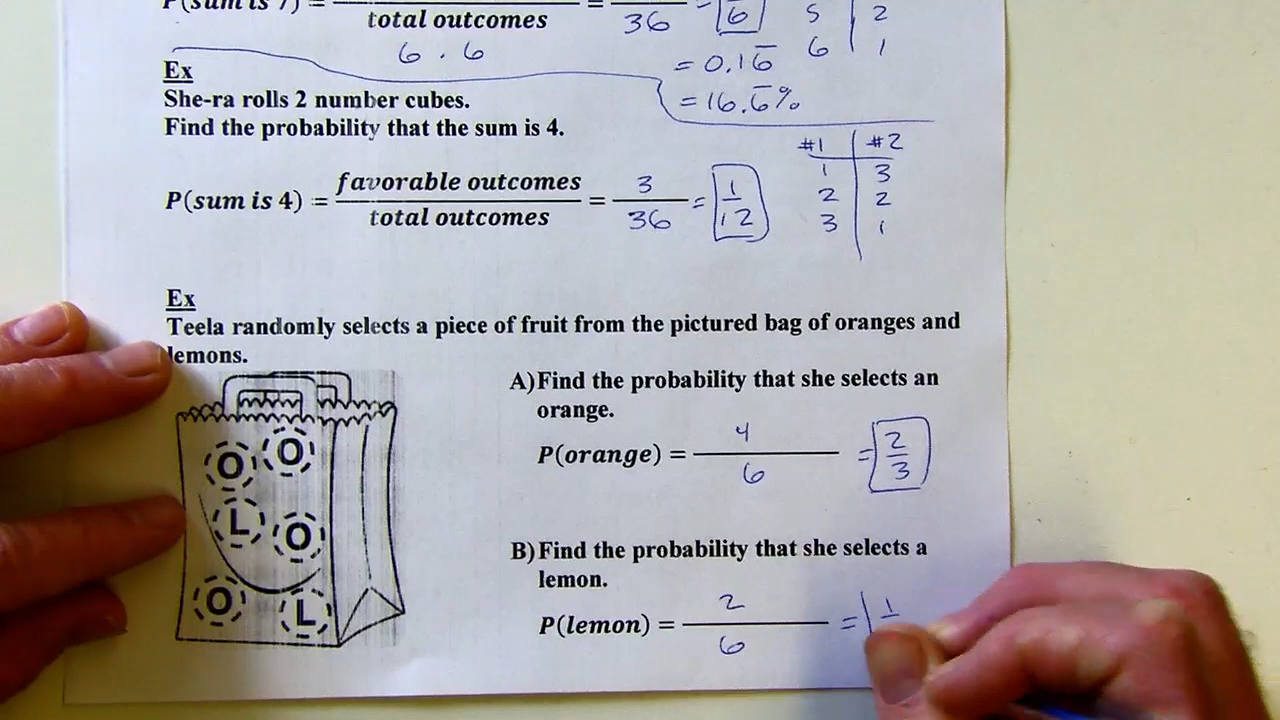 P(sum is 7) = total outcomes = 36 = 6
5 2
6 . 6 6 1
= 0.16̅
= 16.6̅%
Ex
She-ra rolls 2 number cubes.
Find the probability that the sum is 4.
#1 #2
1 3
2 2
3 1
P(sum is 4) = favorable outcomes / total outcomes = 3/36 = 1/12
Ex
Teela randomly selects a piece of fruit from the pictured bag of oranges and
lemons.
O O
L O
O L
A) Find the probability that she selects an
orange.
P(orange) = 4/6 = 2/3
B) Find the probability that she selects a
lemon.
P(lemon) = 2/6 = 1